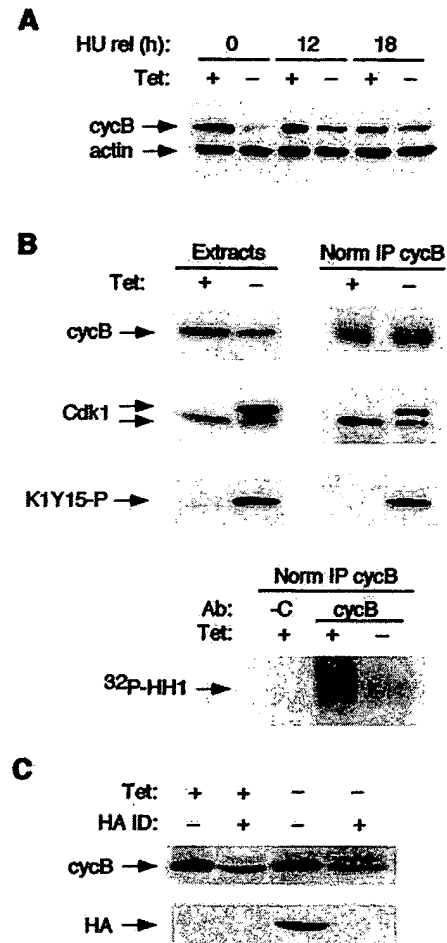 A
HU rel (h): 0 12 18
Tet: + − + − + −
cycB
actin
B
Extracts Norm IP cycB
Tet: + − + −
cycB
Cdk1
K1Y15-P
Norm IP cycB
Ab: -C cycB
Tet: + + −
32P-HH1
C
Tet: + + − −
HA ID: − + − +
cycB
HA